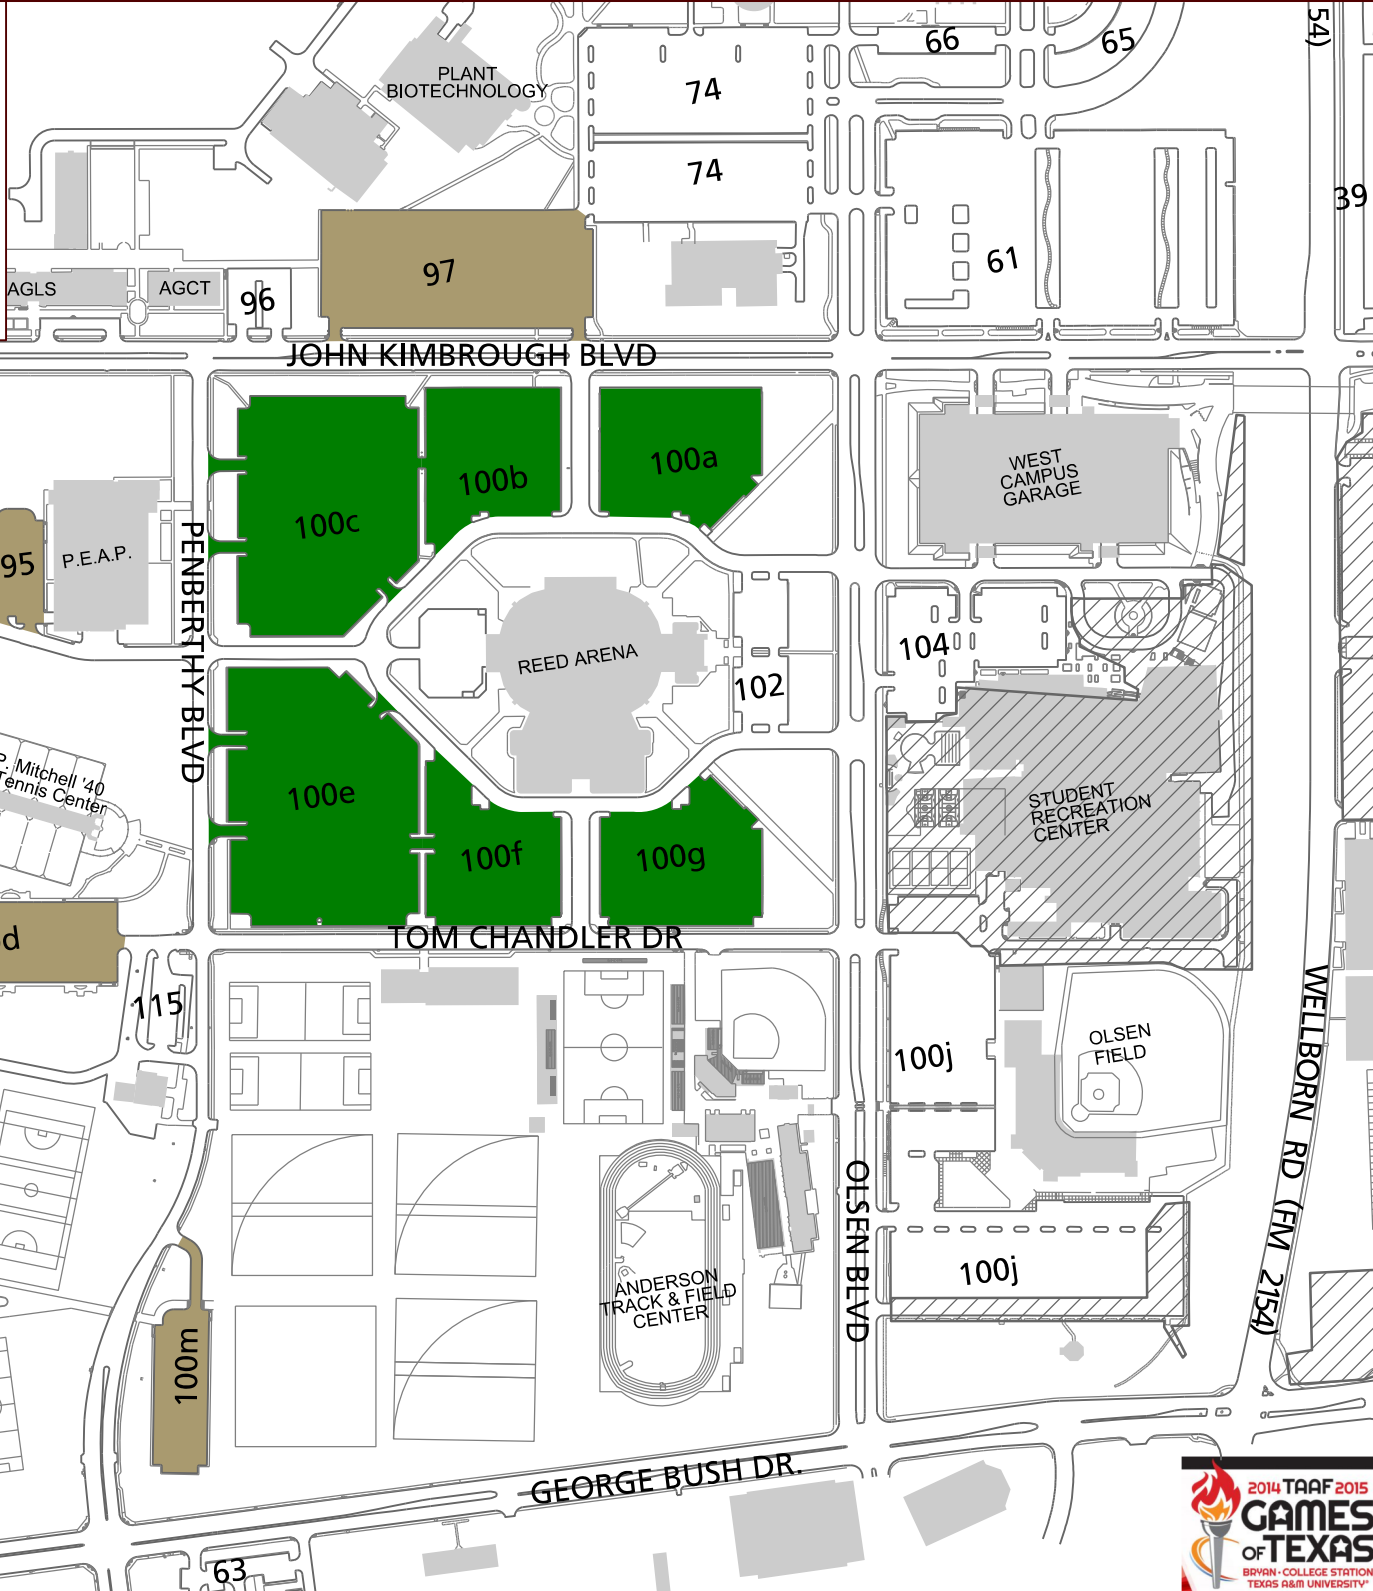 54)
66
65
PLANT
BIOTECHNOLOGY
74
74
39
61
97
AGLS
AGCT
96
JOHN KIMBROUGH BLVD
100a
100b
100c
WEST
CAMPUS
GARAGE
P.E.A.P.
95
PENBERTHY BLVD
REED ARENA
104
102
P. Mitchell '40
Tennis Center
100e
STUDENT
RECREATION
CENTER
100f
100g
d
TOM CHANDLER DR
115
WELLBORN RD (FM 2154)
OLSEN
FIELD
100j
OLSEN BLVD
100j
ANDERSON
TRACK & FIELD
CENTER
100m
GEORGE BUSH DR.
63
2014 TAAF 2015
GAMES
OF TEXAS
BRYAN • COLLEGE STATION
TEXAS A&M UNIVERSITY®